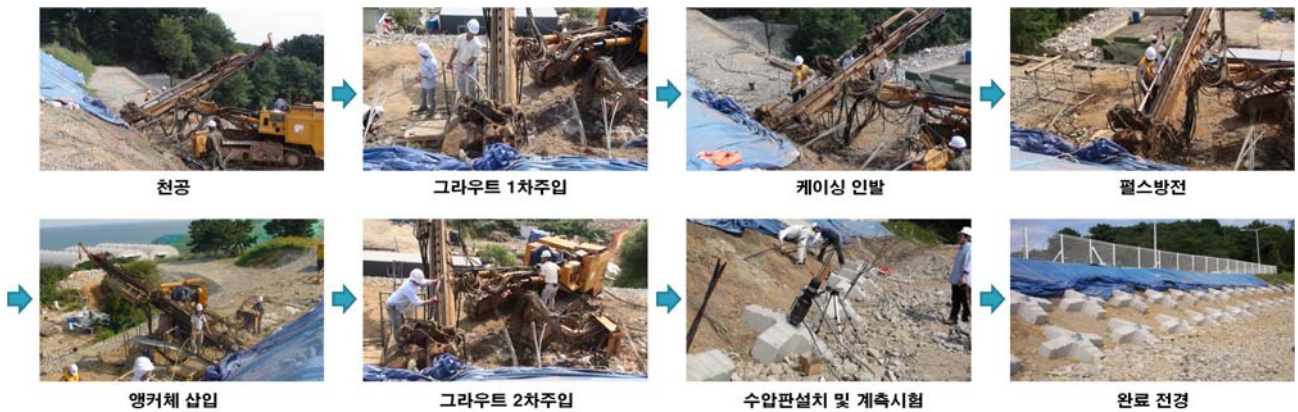 천공
그라우트 1차주입
케이싱 인발
펄스방전
앵커체 삽입
그라우트 2차주입
수압판설치 및 계측시험
완료 전경